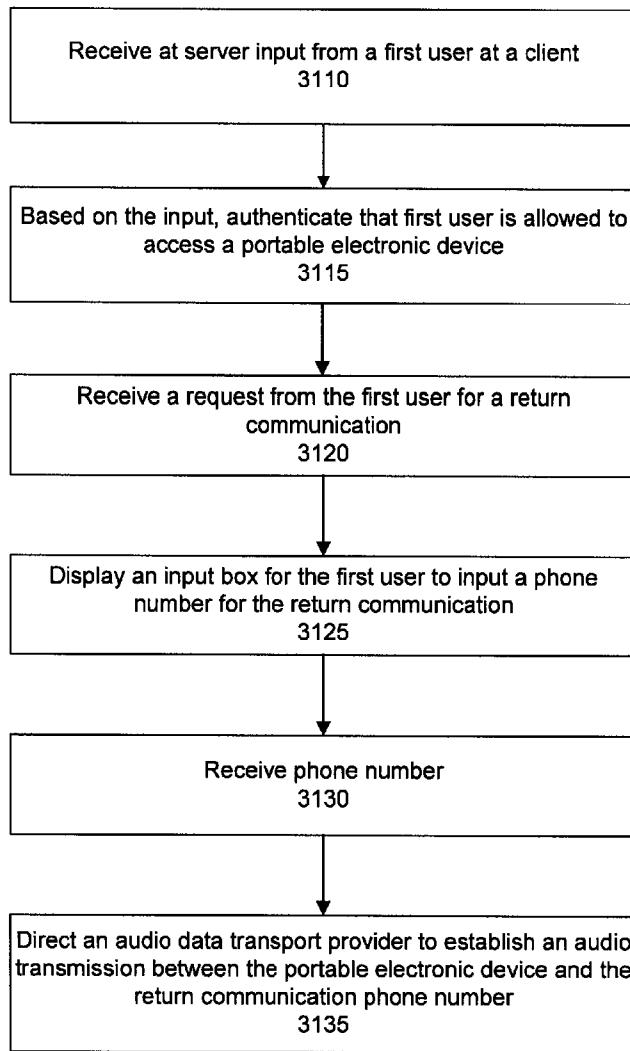 Receive at server input from a first user at a client
3110
Based on the input, authenticate that first user is allowed to
access a portable electronic device
3115
Receive a request from the first user for a return
communication
3120
Display an input box for the first user to input a phone
number for the return communication
3125
Receive phone number
3130
Direct an audio data transport provider to establish an audio
transmission between the portable electronic device and the
return communication phone number
3135